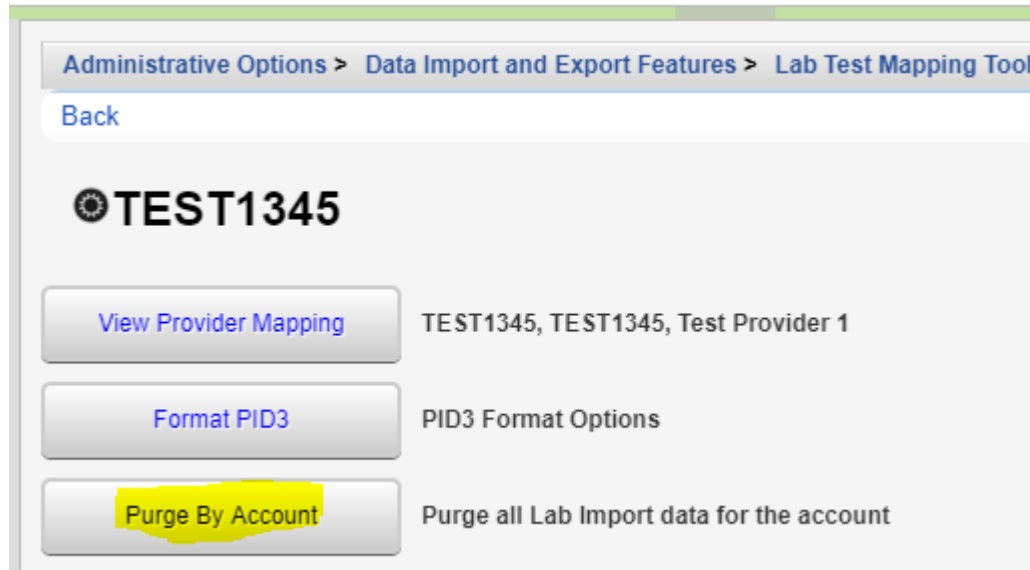 Administrative Options > Data Import and Export Features > Lab Test Mapping Tool
Back
TEST1345
View Provider Mapping TEST1345, TEST1345, Test Provider 1
Format PID3 PID3 Format Options
Purge By Account Purge all Lab Import data for the account